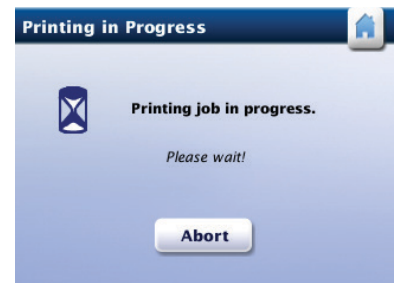 Printing in Progress
Printing job in progress.
Please wait!
Abort